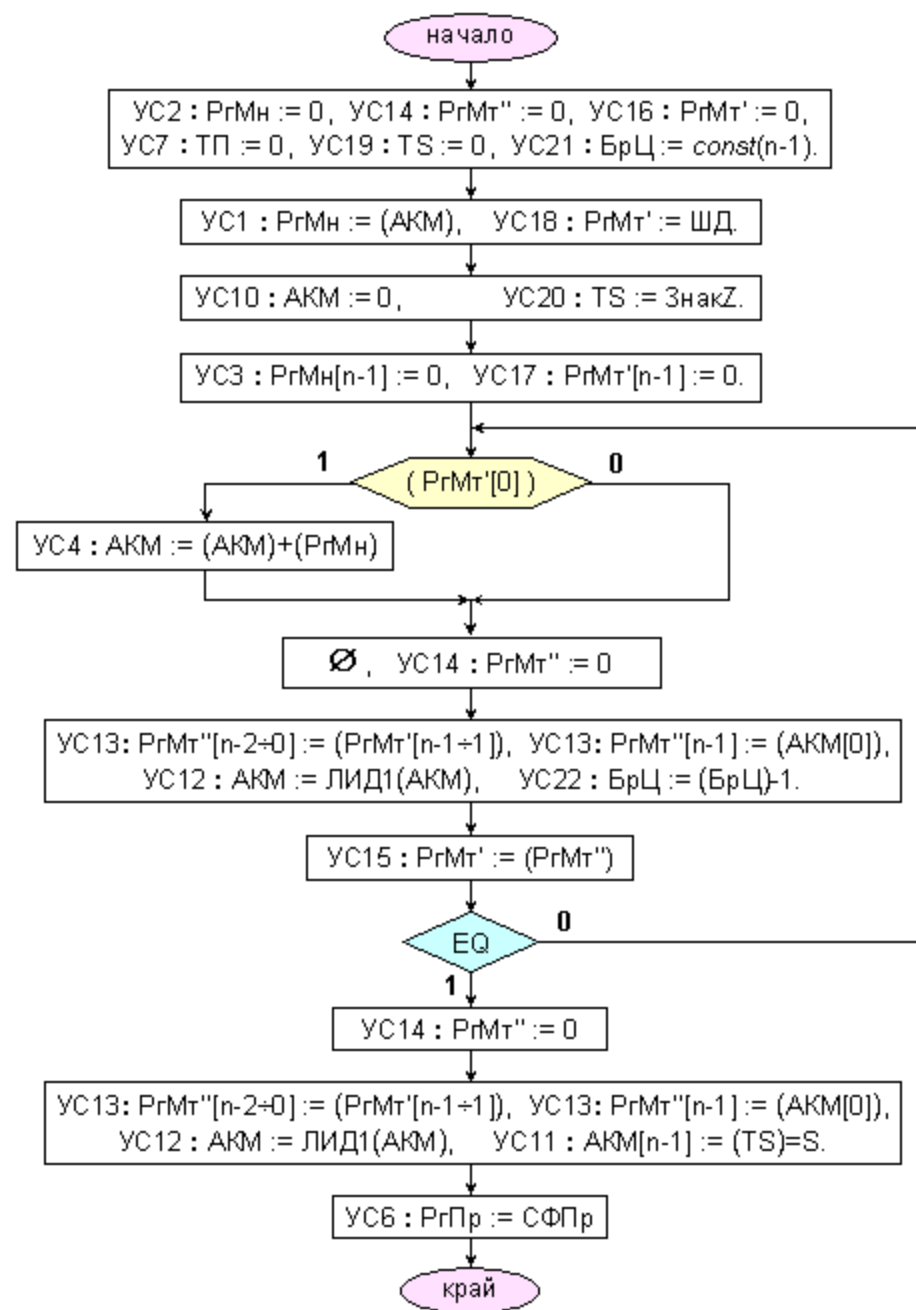 начало
УС2 : РгМн := 0, УС14 : РгМт" := 0, УС16 : РгМт' := 0,
УС7 : ТП := 0, УС19 : TS := 0, УС21 : БрЦ := const(n-1).
УС1 : РгМн := (АКМ), УС18 : РгМт' := ШД.
УС10 : АКМ := 0, УС20 : TS := ЗнакZ.
УС3 : РгМн[n-1] := 0, УС17 : РгМт'[n-1] := 0.
1 ( РгМт'[0] ) 0
УС4 : АКМ := (АКМ)+(РгМн)
Ø , УС14 : РгМт" := 0
УС13: РгМт"[n-2÷0] := (РгМт'[n-1÷1]), УС13: РгМт"[n-1] := (АКМ[0]),
УС12 : АКМ := ЛИД1(АКМ), УС22 : БрЦ := (БрЦ)-1.
УС15 : РгМт' := (РгМт")
EQ 0
1
УС14 : РгМт" := 0
УС13: РгМт"[n-2÷0] := (РгМт'[n-1÷1]), УС13: РгМт"[n-1] := (АКМ[0]),
УС12 : АКМ := ЛИД1(АКМ), УС11 : АКМ[n-1] := (TS)=S.
УС6 : РгПр := СФПр
край